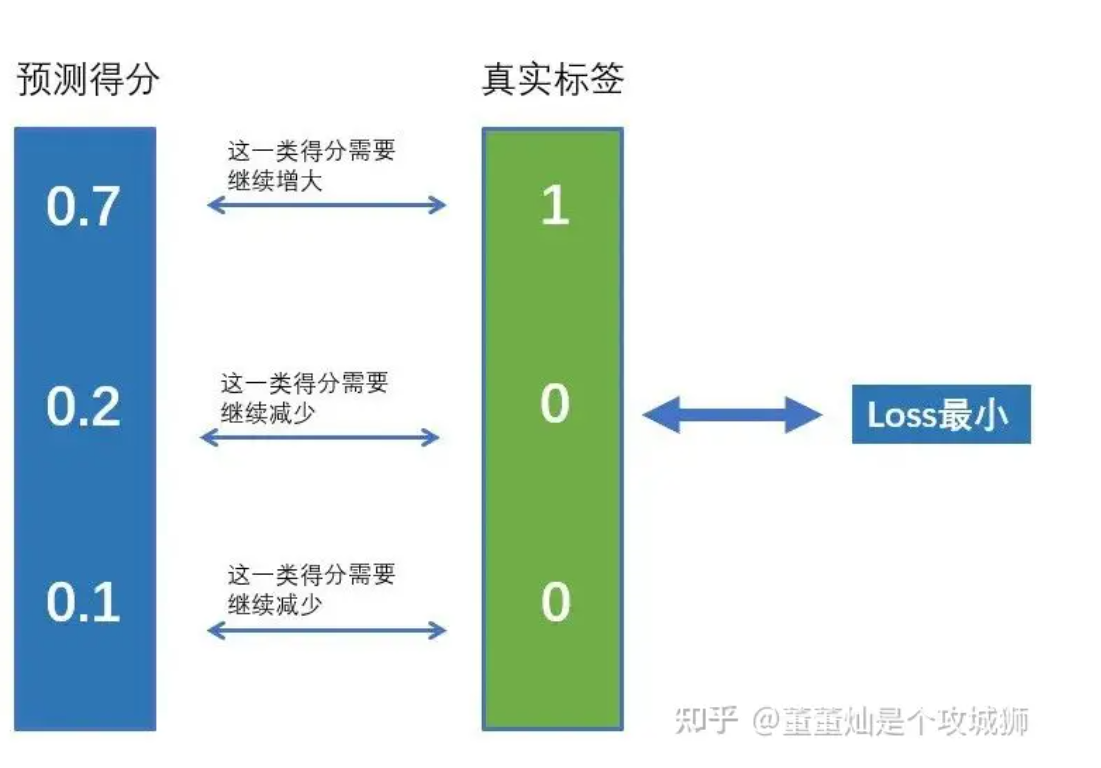 预测得分
真实标签
这一类得分需要
继续增大
0.7
1
这一类得分需要
继续减少
0.2
0
Loss最小
这一类得分需要
继续减少
0.1
0
知乎 @董董灿是个攻城狮